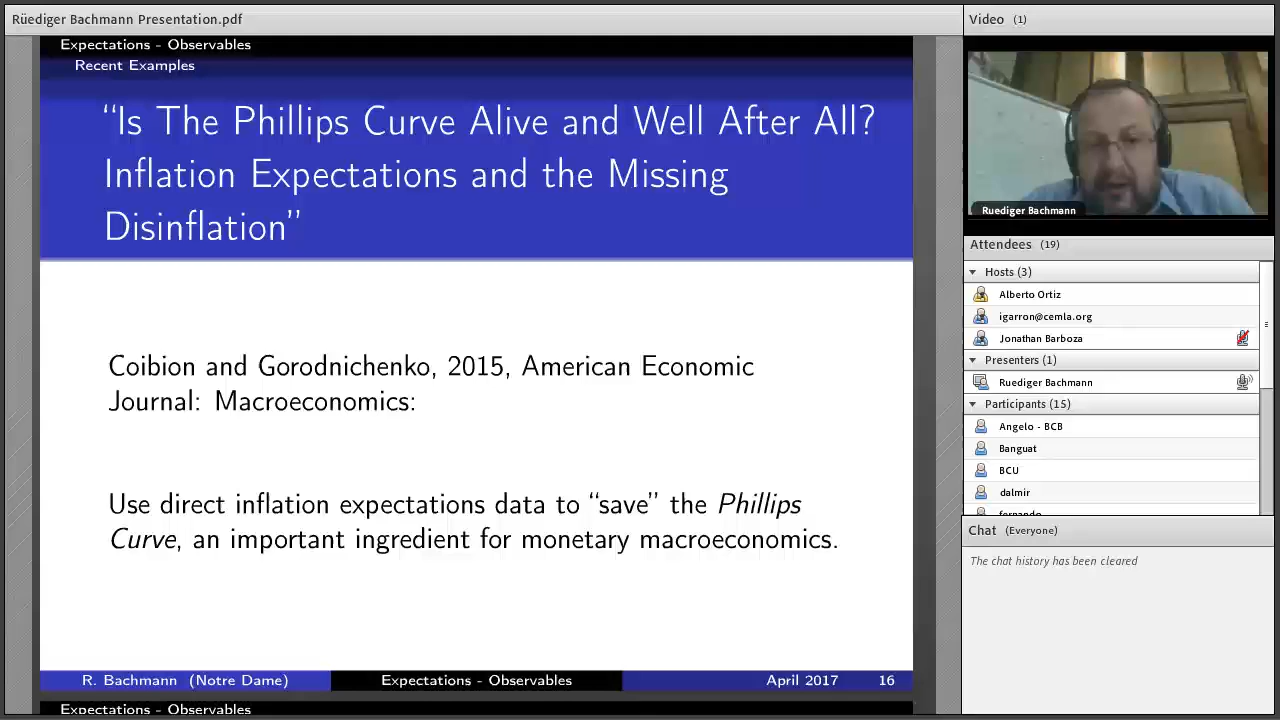 Rüediger Bachmann Presentation.pdf
Expectations - Observables
Recent Examples
“Is The Phillips Curve Alive and Well After All?
Inflation Expectations and the Missing
Disinflation”
Coibion and Gorodnichenko, 2015, American Economic
Journal: Macroeconomics:
Use direct inflation expectations data to “save” the Phillips
Curve, an important ingredient for monetary macroeconomics.
R. Bachmann (Notre Dame)
Expectations - Observables
April 2017 16
Expectations - Observables
Video (1)
Ruediger Bachmann
Attendees (19)
Hosts (3)
Alberto Ortiz
igarron@cemla.org
Jonathan Barboza
Presenters (1)
Ruediger Bachmann
Participants (15)
Angelo - BCB
Banguat
BCU
dalmir
fernando
Chat (Everyone)
The chat history has been cleared